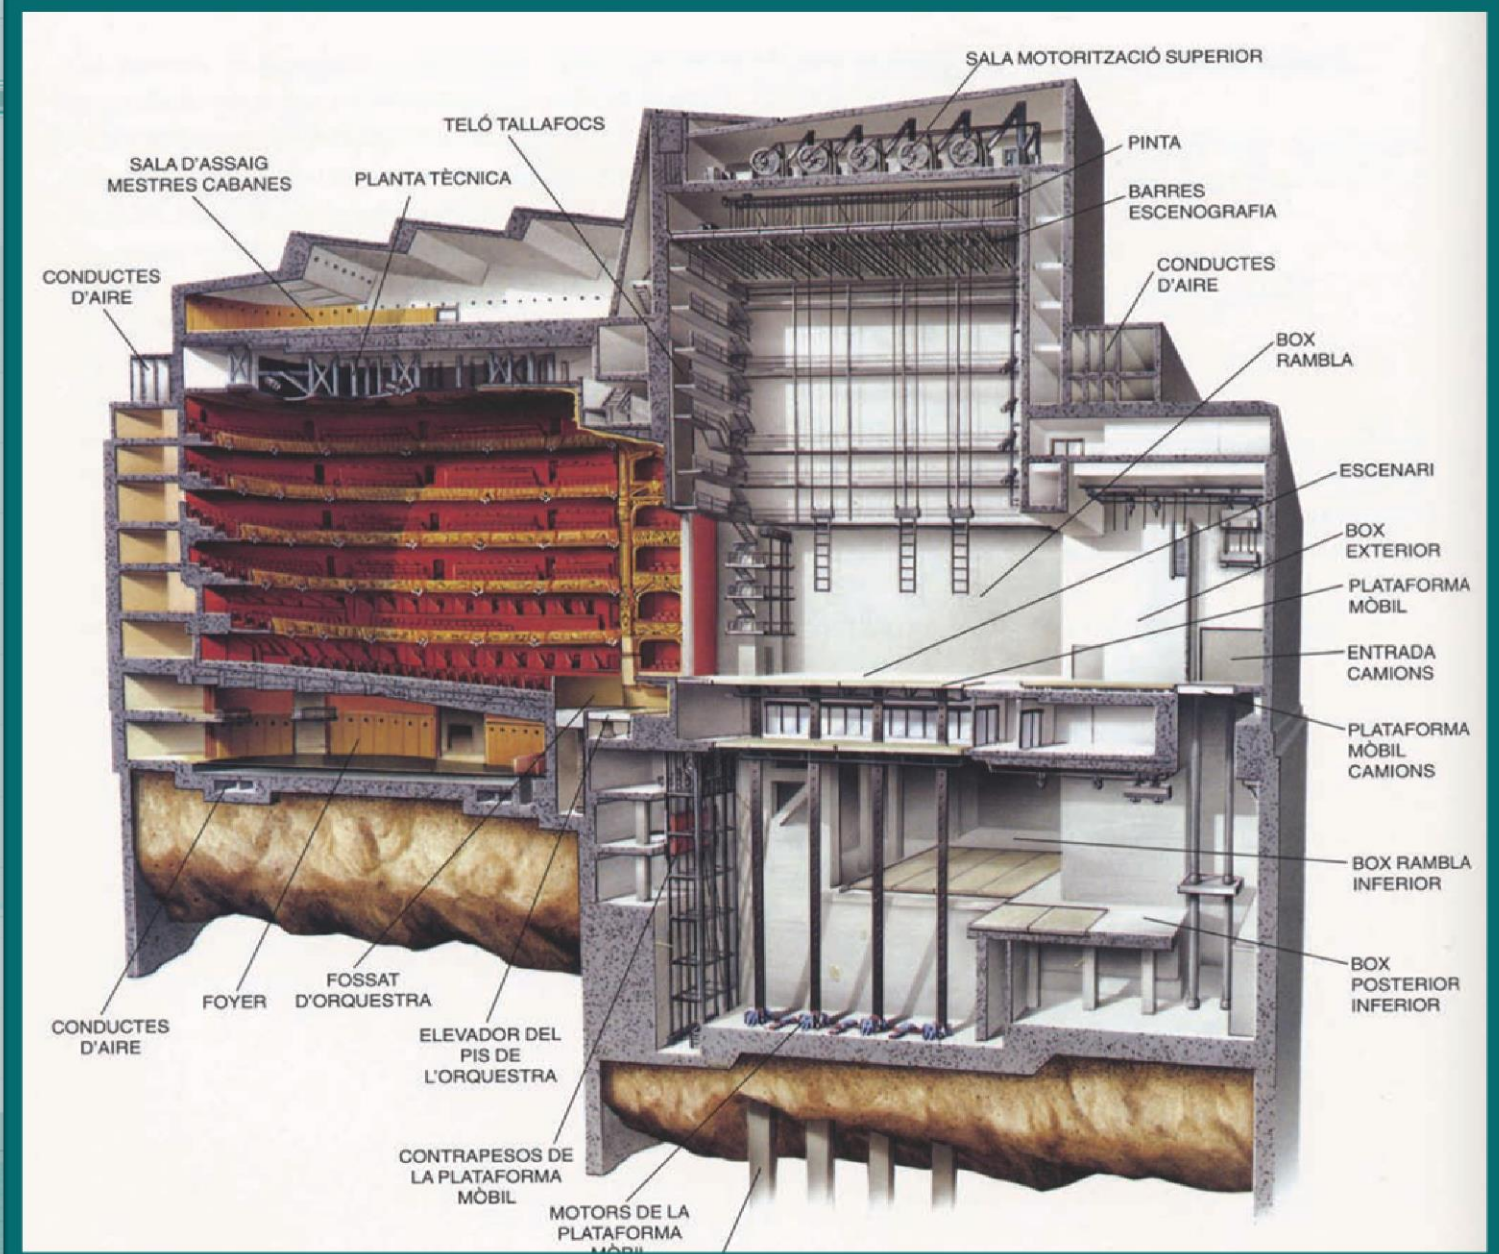 SALA MOTORITZACIÓ SUPERIOR
TELÓ TALLAFOCS
PINTA
SALA D'ASSAIG
MESTRES CABANES
PLANTA TÈCNICA
BARRES
ESCENOGRAFIA
CONDUCTES
D'AIRE
CONDUCTES
D'AIRE
BOX
RAMBLA
ESCENARI
BOX
EXTERIOR
PLATAFORMA
MÒBIL
ENTRADA
CAMIONS
PLATAFORMA
MÒBIL
CAMIONS
BOX RAMBLA
INFERIOR
BOX
POSTERIOR
INFERIOR
FOSSAT
D'ORQUESTRA
FOYER
CONDUCTES
D'AIRE
ELEVADOR DEL
PIS DE
L'ORQUESTRA
CONTRAPESOS DE
LA PLATAFORMA
MÒBIL
MOTORS DE LA
PLATAFORMA
MÒBIL